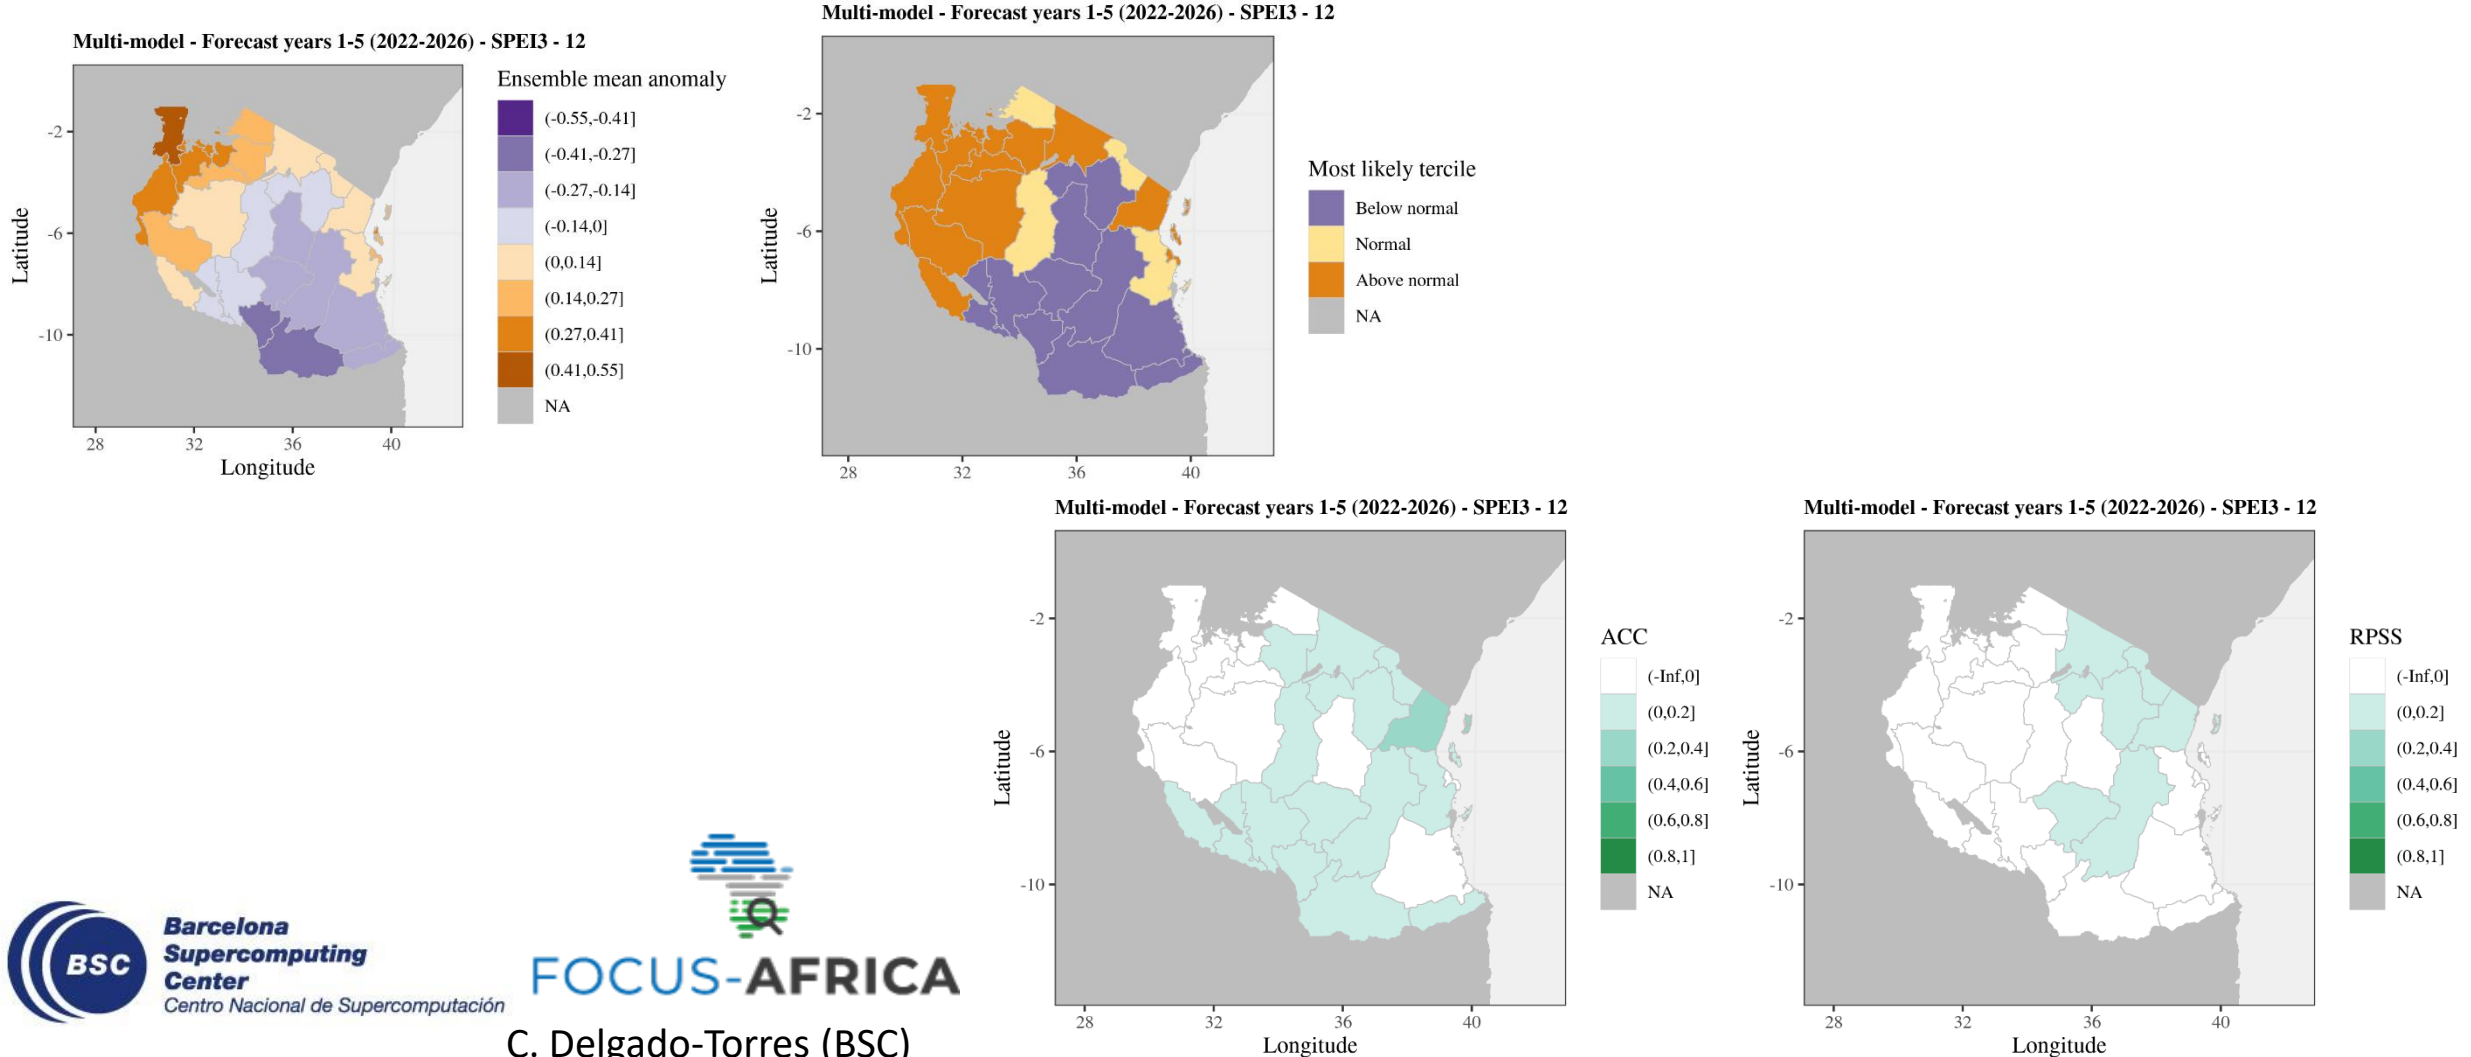 Multi-model - Forecast years 1-5 (2022-2026) - SPEI3 - 12
Latitude
-2
-6
-10
28
32
36
40
Longitude
Ensemble mean anomaly
(-0.55,-0.41]
(-0.41,-0.27]
(-0.27,-0.14]
(-0.14,0]
(0,0.14]
(0.14,0.27]
(0.27,0.41]
(0.41,0.55]
NA
Multi-model - Forecast years 1-5 (2022-2026) - SPEI3 - 12
Latitude
-2
-6
-10
28
32
36
40
Most likely tercile
Below normal
Normal
Above normal
NA
Multi-model - Forecast years 1-5 (2022-2026) - SPEI3 - 12
Latitude
-2
-6
-10
28
32
36
40
Longitude
ACC
(-Inf,0]
(0,0.2]
(0.2,0.4]
(0.4,0.6]
(0.6,0.8]
(0.8,1]
NA
Multi-model - Forecast years 1-5 (2022-2026) - SPEI3 - 12
Latitude
-2
-6
-10
28
32
36
40
Longitude
RPSS
(-Inf,0]
(0,0.2]
(0.2,0.4]
(0.4,0.6]
(0.6,0.8]
(0.8,1]
NA
BSC
Barcelona
Supercomputing
Center
Centro Nacional de Supercomputación
FOCUS-AFRICA
C. Delgado-Torres (BSC)